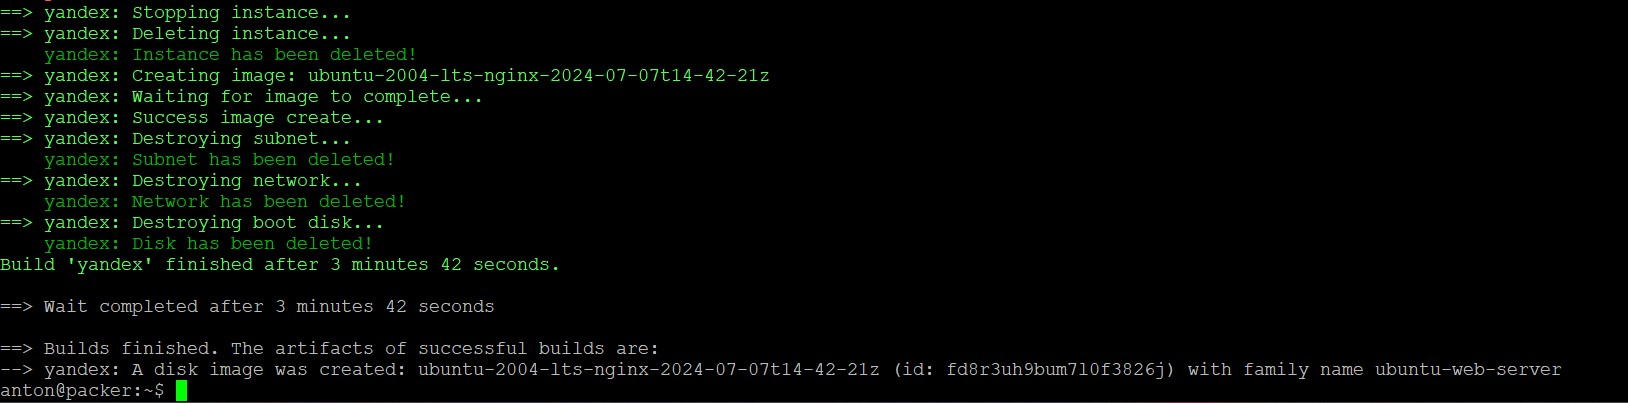 ==> yandex: Stopping instance...
==> yandex: Deleting instance...
    yandex: Instance has been deleted!
==> yandex: Creating image: ubuntu-2004-lts-nginx-2024-07-07t14-42-21z
==> yandex: Waiting for image to complete...
==> yandex: Success image create...
==> yandex: Destroying subnet...
    yandex: Subnet has been deleted!
==> yandex: Destroying network...
    yandex: Network has been deleted!
==> yandex: Destroying boot disk...
    yandex: Disk has been deleted!
Build 'yandex' finished after 3 minutes 42 seconds.
==> Wait completed after 3 minutes 42 seconds
==> Builds finished. The artifacts of successful builds are:
--> yandex: A disk image was created: ubuntu-2004-lts-nginx-2024-07-07t14-42-21z (id: fd8r3uh9bum7l0f3826j) with family name ubuntu-web-server
anton@packer:~$